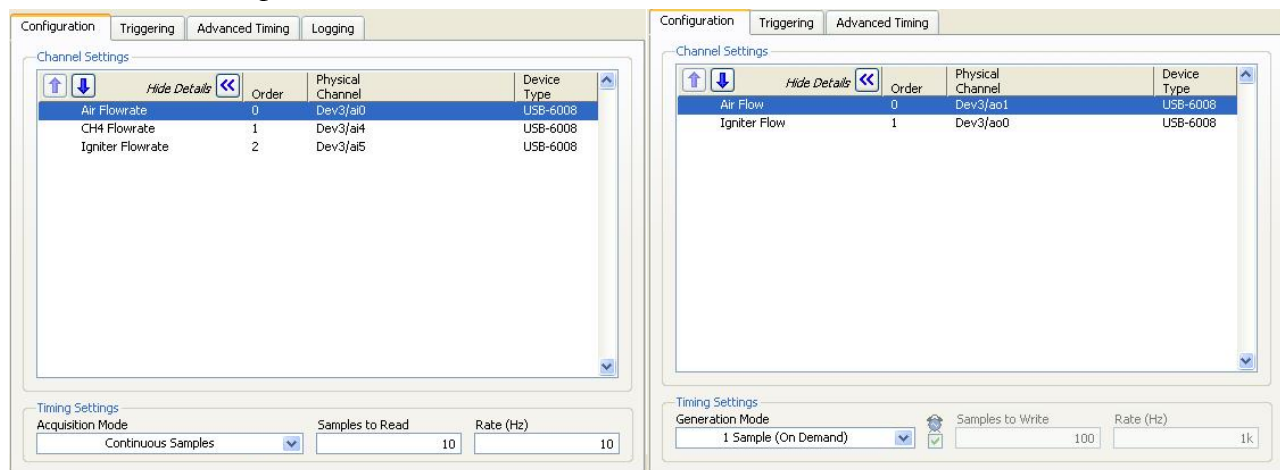 Configuration Triggering Advanced Timing Logging
Channel Settings
Hide Details Order Physical Channel Device Type
Air Flowrate 0 Dev3/ai0 USB-6008
CH4 Flowrate 1 Dev3/ai4 USB-6008
Igniter Flowrate 2 Dev3/ai5 USB-6008
Timing Settings
Acquisition Mode Samples to Read Rate (Hz)
Continuous Samples 10 10
Configuration Triggering Advanced Timing
Channel Settings
Hide Details Order Physical Channel Device Type
Air Flow 0 Dev3/ao1 USB-6008
Igniter Flow 1 Dev3/ao0 USB-6008
Timing Settings
Generation Mode Samples to Write Rate (Hz)
1 Sample (On Demand) 100 1k